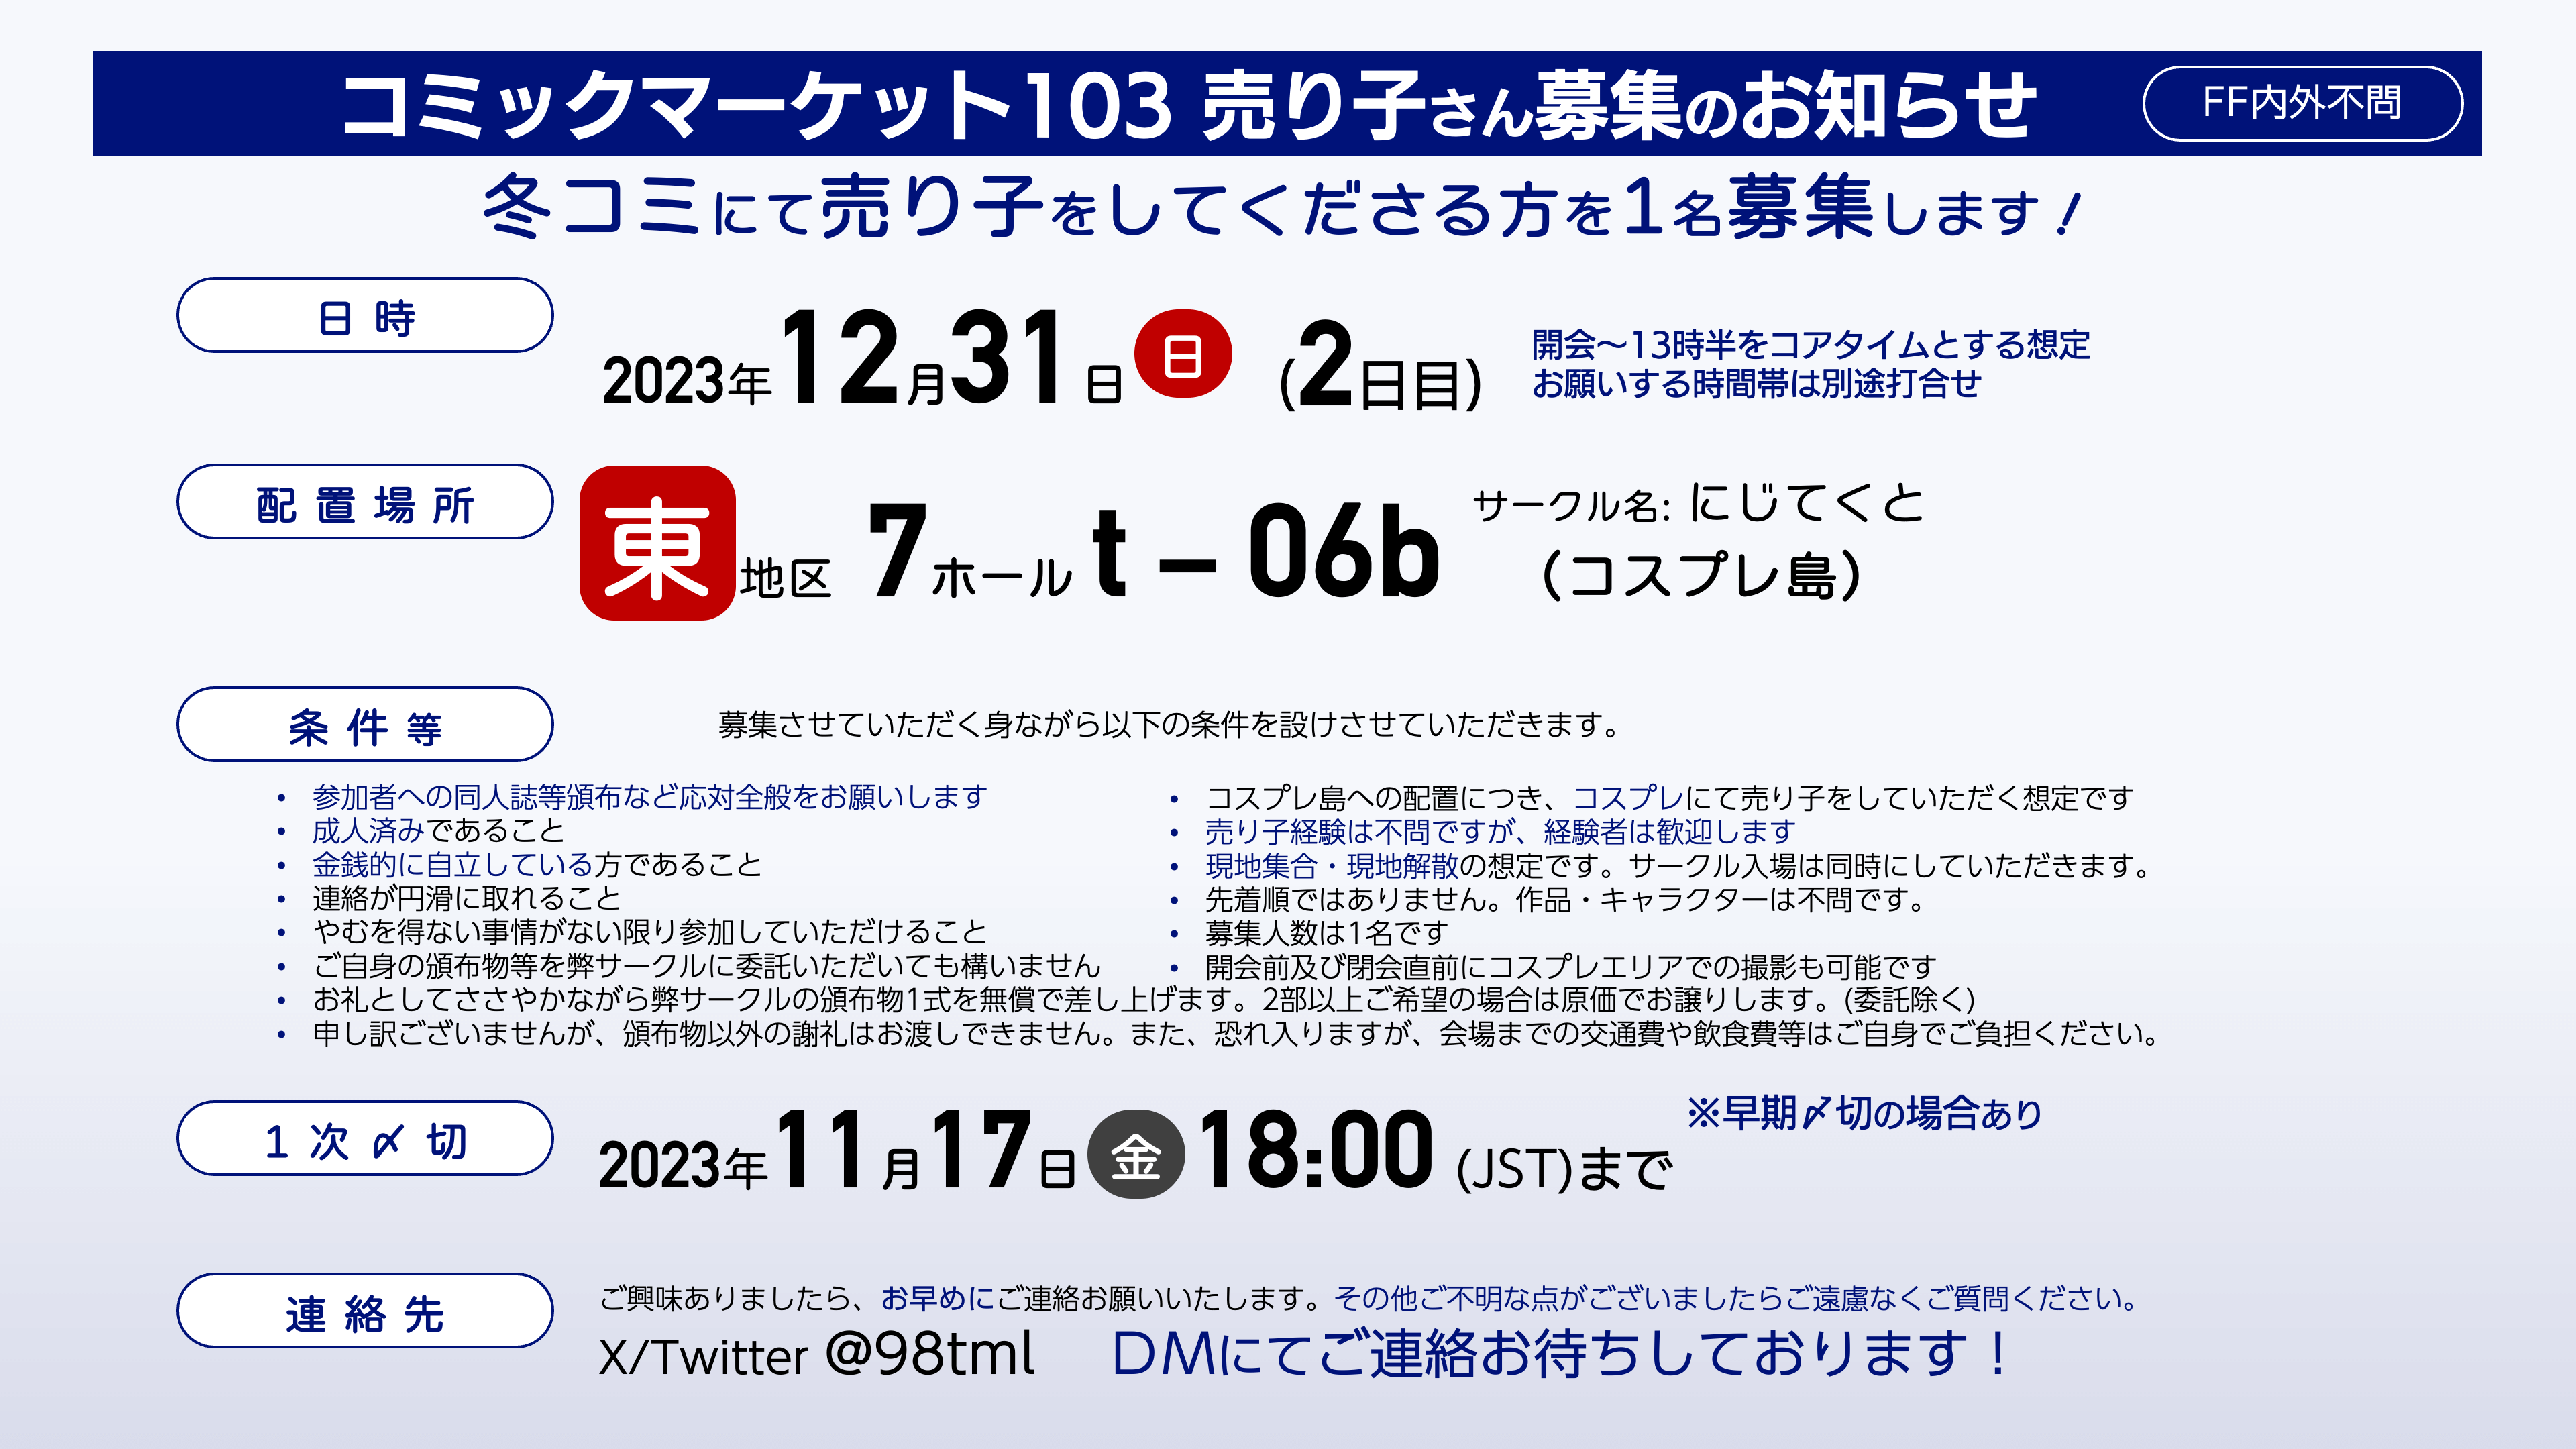 コミックマーケット103 売り子さん募集のお知らせ
FF内外不問
冬コミにて売り子をしてくださる方を1名募集します!
日時
2023年12月31日 日 (2日目)
開会～13時半をコアタイムとする想定
お願いする時間帯は別途打合せ
配置場所
東地区 7ホール t－06b
サークル名: にじてくと
(コスプレ島)
条件等
募集させていただく身ながら以下の条件を設けさせていただきます。
• 参加者への同人誌等頒布など応対全般をお願いします
• 成人済みであること
• 金銭的に自立している方であること
• 連絡が円滑に取れること
• やむを得ない事情がない限り参加していただけること
• ご自身の頒布物等を弊サークルに委託いただいても構いません
• コスプレ島への配置につき、コスプレにて売り子をしていただく想定です
• 売り子経験は不問ですが、経験者は歓迎します
• 現地集合・現地解散の想定です。サークル入場は同時にしていただきます。
• 先着順ではありません。作品・キャラクターは不問です。
• 募集人数は1名です
• 開会前及び閉会直前にコスプレエリアでの撮影も可能です
• お礼としてささやかながら弊サークルの頒布物1式を無償で差し上げます。2部以上ご希望の場合は原価でお譲りします。(委託除く)
• 申し訳ございませんが、頒布物以外の謝礼はお渡しできません。また、恐れ入りますが、会場までの交通費や飲食費等はご自身でご負担ください。
1次〆切
2023年11月17日 金 18:00 (JST)まで
※早期〆切の場合あり
連絡先
ご興味ありましたら、お早めにご連絡お願いいたします。その他ご不明な点がございましたらご遠慮なくご質問ください。
X/Twitter @98tml DMにてご連絡お待ちしております！